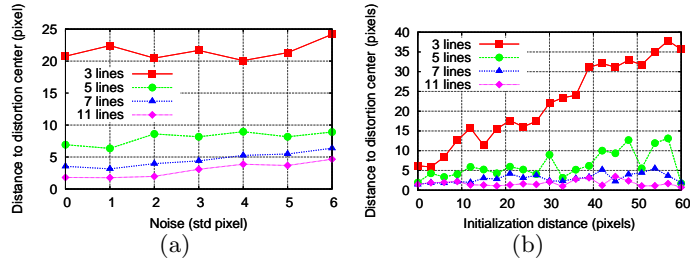 Distance to distortion center (pixel)
25
20
15
10
5
0
3 lines
5 lines
7 lines
11 lines
0 1 2 3 4 5 6
Noise (std pixel)
(a)
Distance to distortion center (pixels)
40
35
30
25
20
15
10
5
0
3 lines
5 lines
7 lines
11 lines
0 10 20 30 40 50 60
Initialization distance (pixels)
(b)